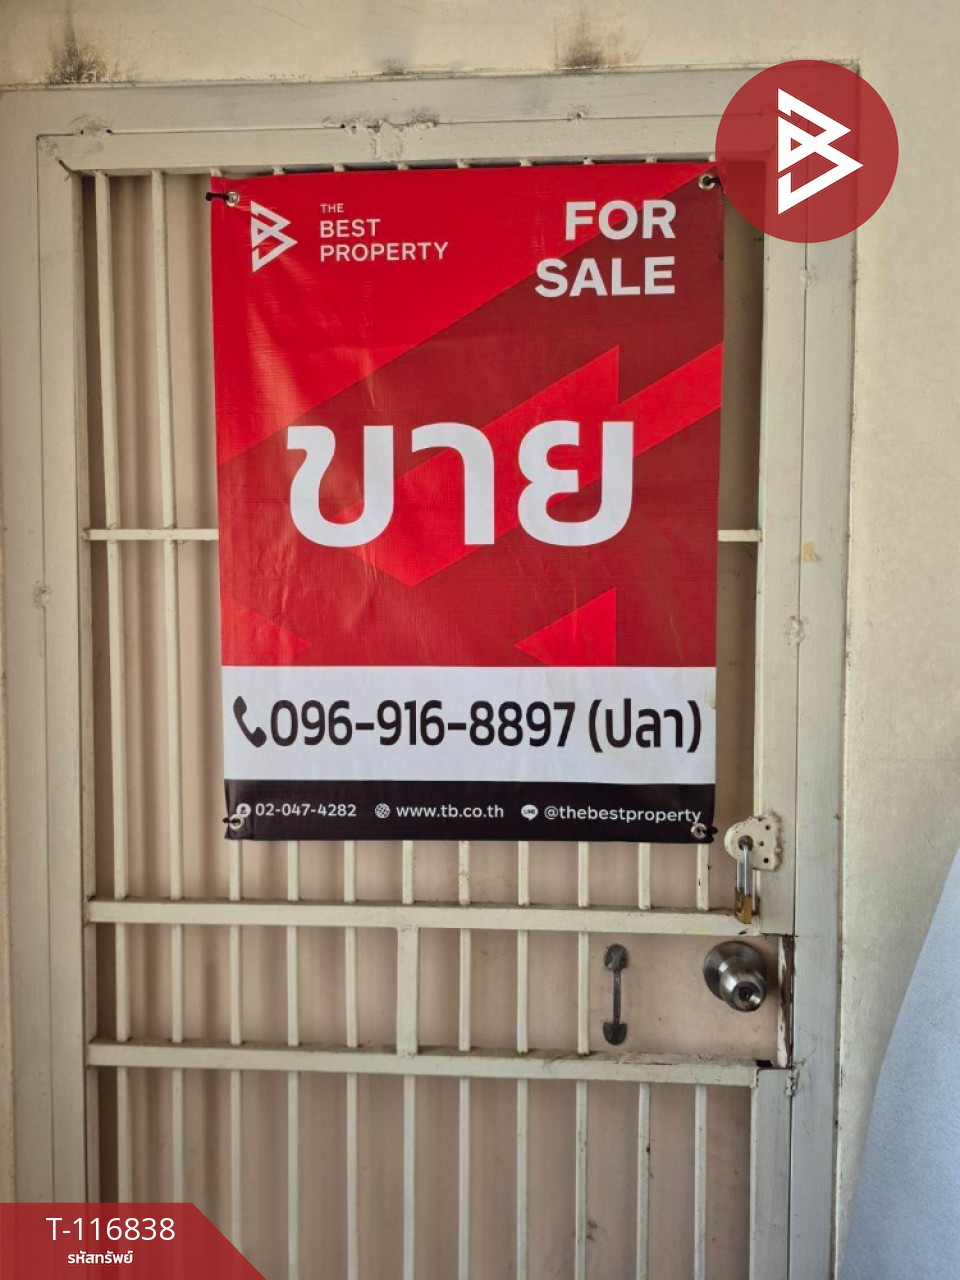 THE
BEST
PROPERTY
FOR
SALE
ขาย
096-916-8897 (ปลา)
02-047-4282 www.tb.co.th LINE @thebestproperty
T-116838
รหัสทรัพย์